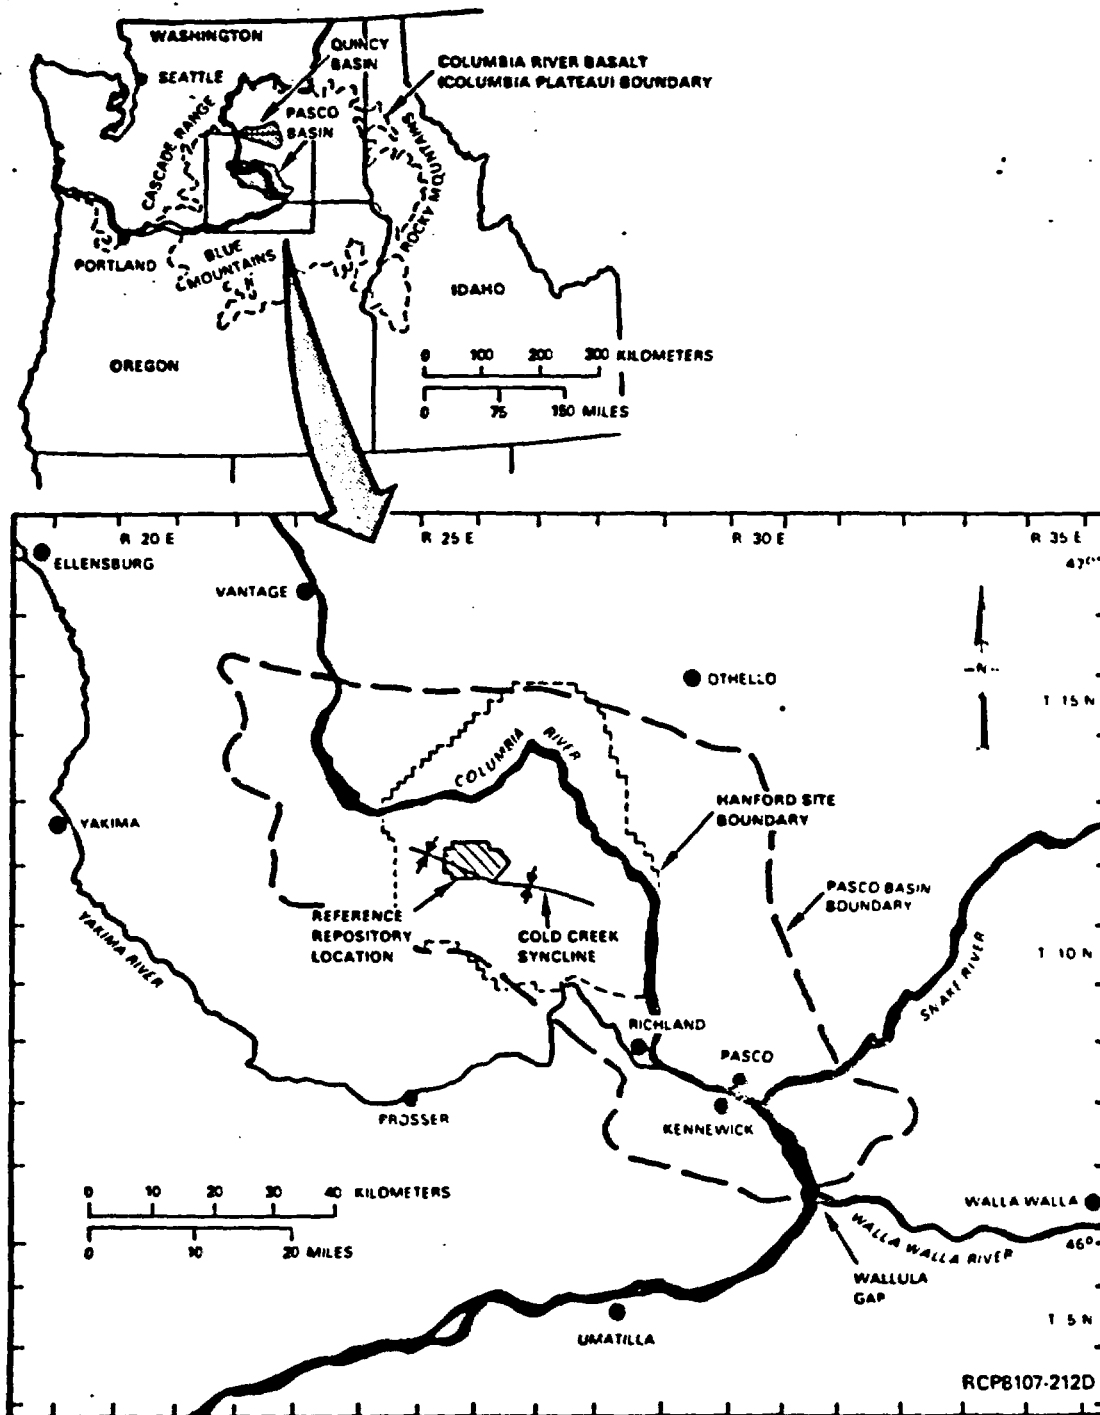 WASHINGTON
QUINCY
BASIN
COLUMBIA RIVER BASALT
(COLUMBIA PLATEAU) BOUNDARY
SEATTLE
CASCADE RANGE
PASCO
BASIN
ROCKY MOUNTAINS
PORTLAND
BLUE
MOUNTAINS
IDAHO
OREGON
0 100 200 300 KILOMETERS
0 75 150 MILES
R 20 E
R 25 E
R 30 E
R 35 E
47°
ELLENSBURG
VANTAGE
N
OTHELLO
T 15 N
COLUMBIA RIVER
HANFORD SITE
BOUNDARY
YAKIMA
PASCO BASIN
BOUNDARY
REFERENCE
REPOSITORY
LOCATION
COLD CREEK
SYNCLINE
YAKIMA RIVER
T 10 N
SNAKE RIVER
RICHLAND
PASCO
PROSSER
KENNEWICK
0 10 20 30 40 KILOMETERS
0 10 20 MILES
WALLA WALLA
WALLA WALLA RIVER
46°
WALLULA
GAP
T 5 N
UMATILLA
RCP8107-212D